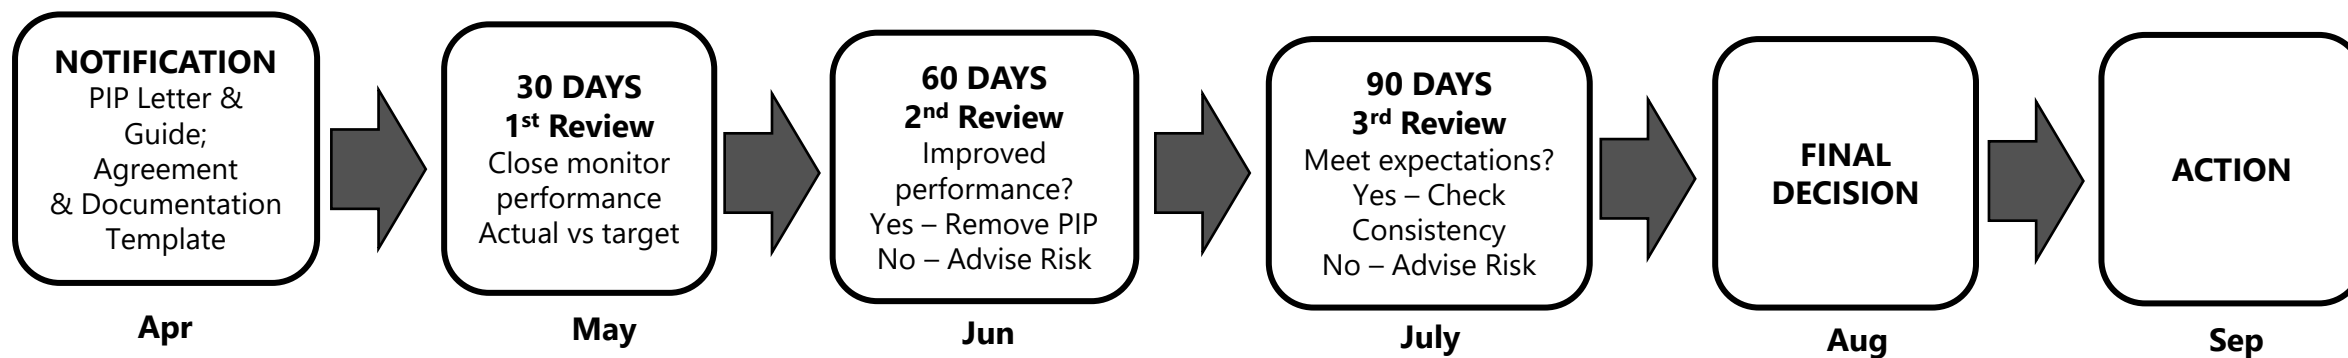 NOTIFICATION
PIP Letter &
Guide;
Agreement
& Documentation
Template
Apr
30 DAYS
1st Review
Close monitor
performance
Actual vs target
May
60 DAYS
2nd Review
Improved
performance?
Yes – Remove PIP
No – Advise Risk
Jun
90 DAYS
3rd Review
Meet expectations?
Yes – Check
Consistency
No – Advise Risk
July
FINAL
DECISION
Aug
ACTION
Sep